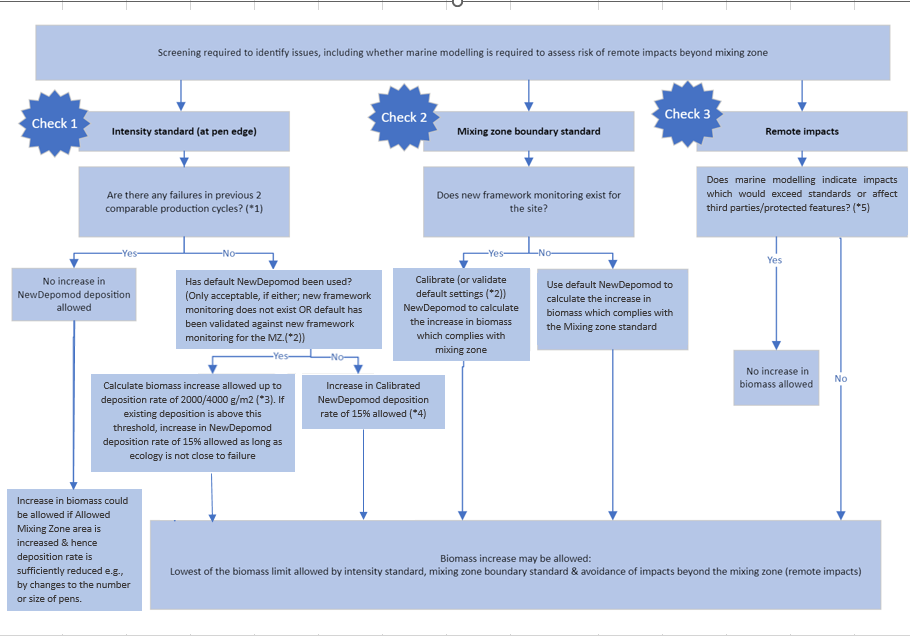 Screening required to identify issues, including whether marine modelling is required to assess risk of remote impacts beyond mixing zone
Check 1
Intensity standard (at pen edge)
Check 2
Mixing zone boundary standard
Check 3
Remote impacts
Are there any failures in previous 2
comparable production cycles? (*1)
Does new framework monitoring exist for
the site?
Does marine modelling indicate impacts
which would exceed standards or affect
third parties/protected features? (*5)
Yes
No
Yes
No
Yes
No
No increase in
NewDepomod deposition
allowed
Has default NewDepomod been used?
(Only acceptable, if either; new framework
monitoring does not exist OR default has
been validated against new framework
monitoring for the MZ.(*2))
Calibrate (or validate
default settings (*2))
NewDepomod to calculate
the increase in biomass
which complies with
mixing zone
Use default NewDepomod to
calculate the increase in
biomass which complies with
the Mixing zone standard
No increase in
biomass allowed
Yes
No
Calculate biomass increase allowed up to
deposition rate of 2000/4000 g/m2 (*3). If
existing deposition is above this
threshold, increase in NewDepomod
deposition rate of 15% allowed as long as
ecology is not close to failure
Increase in Calibrated
NewDepomod deposition
rate of 15% allowed (*4)
Increase in biomass could
be allowed if Allowed
Mixing Zone area is
increased & hence
deposition rate is
sufficiently reduced e.g.,
by changes to the number
or size of pens.
Biomass increase may be allowed:
Lowest of the biomass limit allowed by intensity standard, mixing zone boundary standard & avoidance of impacts beyond the mixing zone (remote impacts)